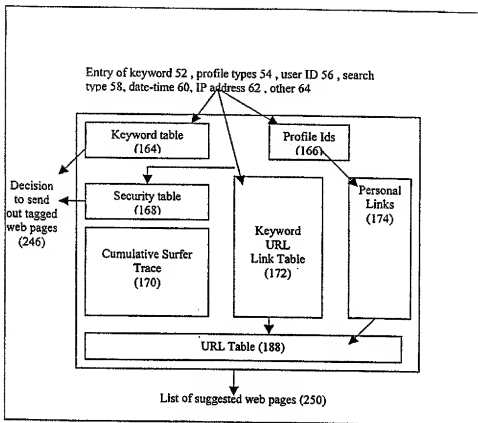 Entry of keyword 52 , profile types 54 , user ID 56 , search
type 58, date-time 60, IP address 62 , other 64
Keyword table
(164)
Profile Ids
(166)
Decision
to send
out tagged
web pages
(246)
Security table
(168)
Keyword
URL
Link Table
(172)
Personal
Links
(174)
Cumulative Surfer
Trace
(170)
URL Table (188)
List of suggested web pages (250)